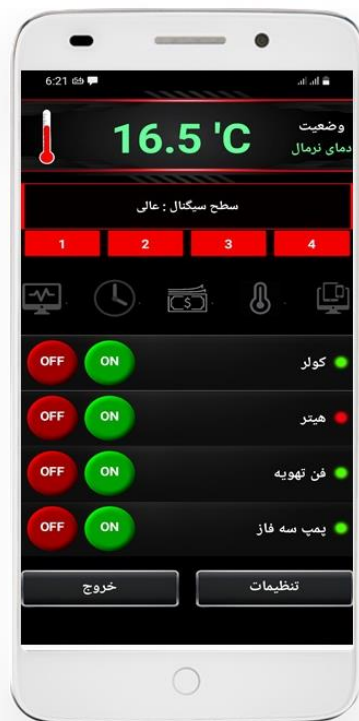 6:21
16.5 'C
وضعیت
دمای نرمال
سطح سیگنال : عالی
1 2 3 4
$
OFF ON کولر
OFF ON هیتر
OFF ON فن تهویه
OFF ON پمپ سه فاز
خروج تنظیمات